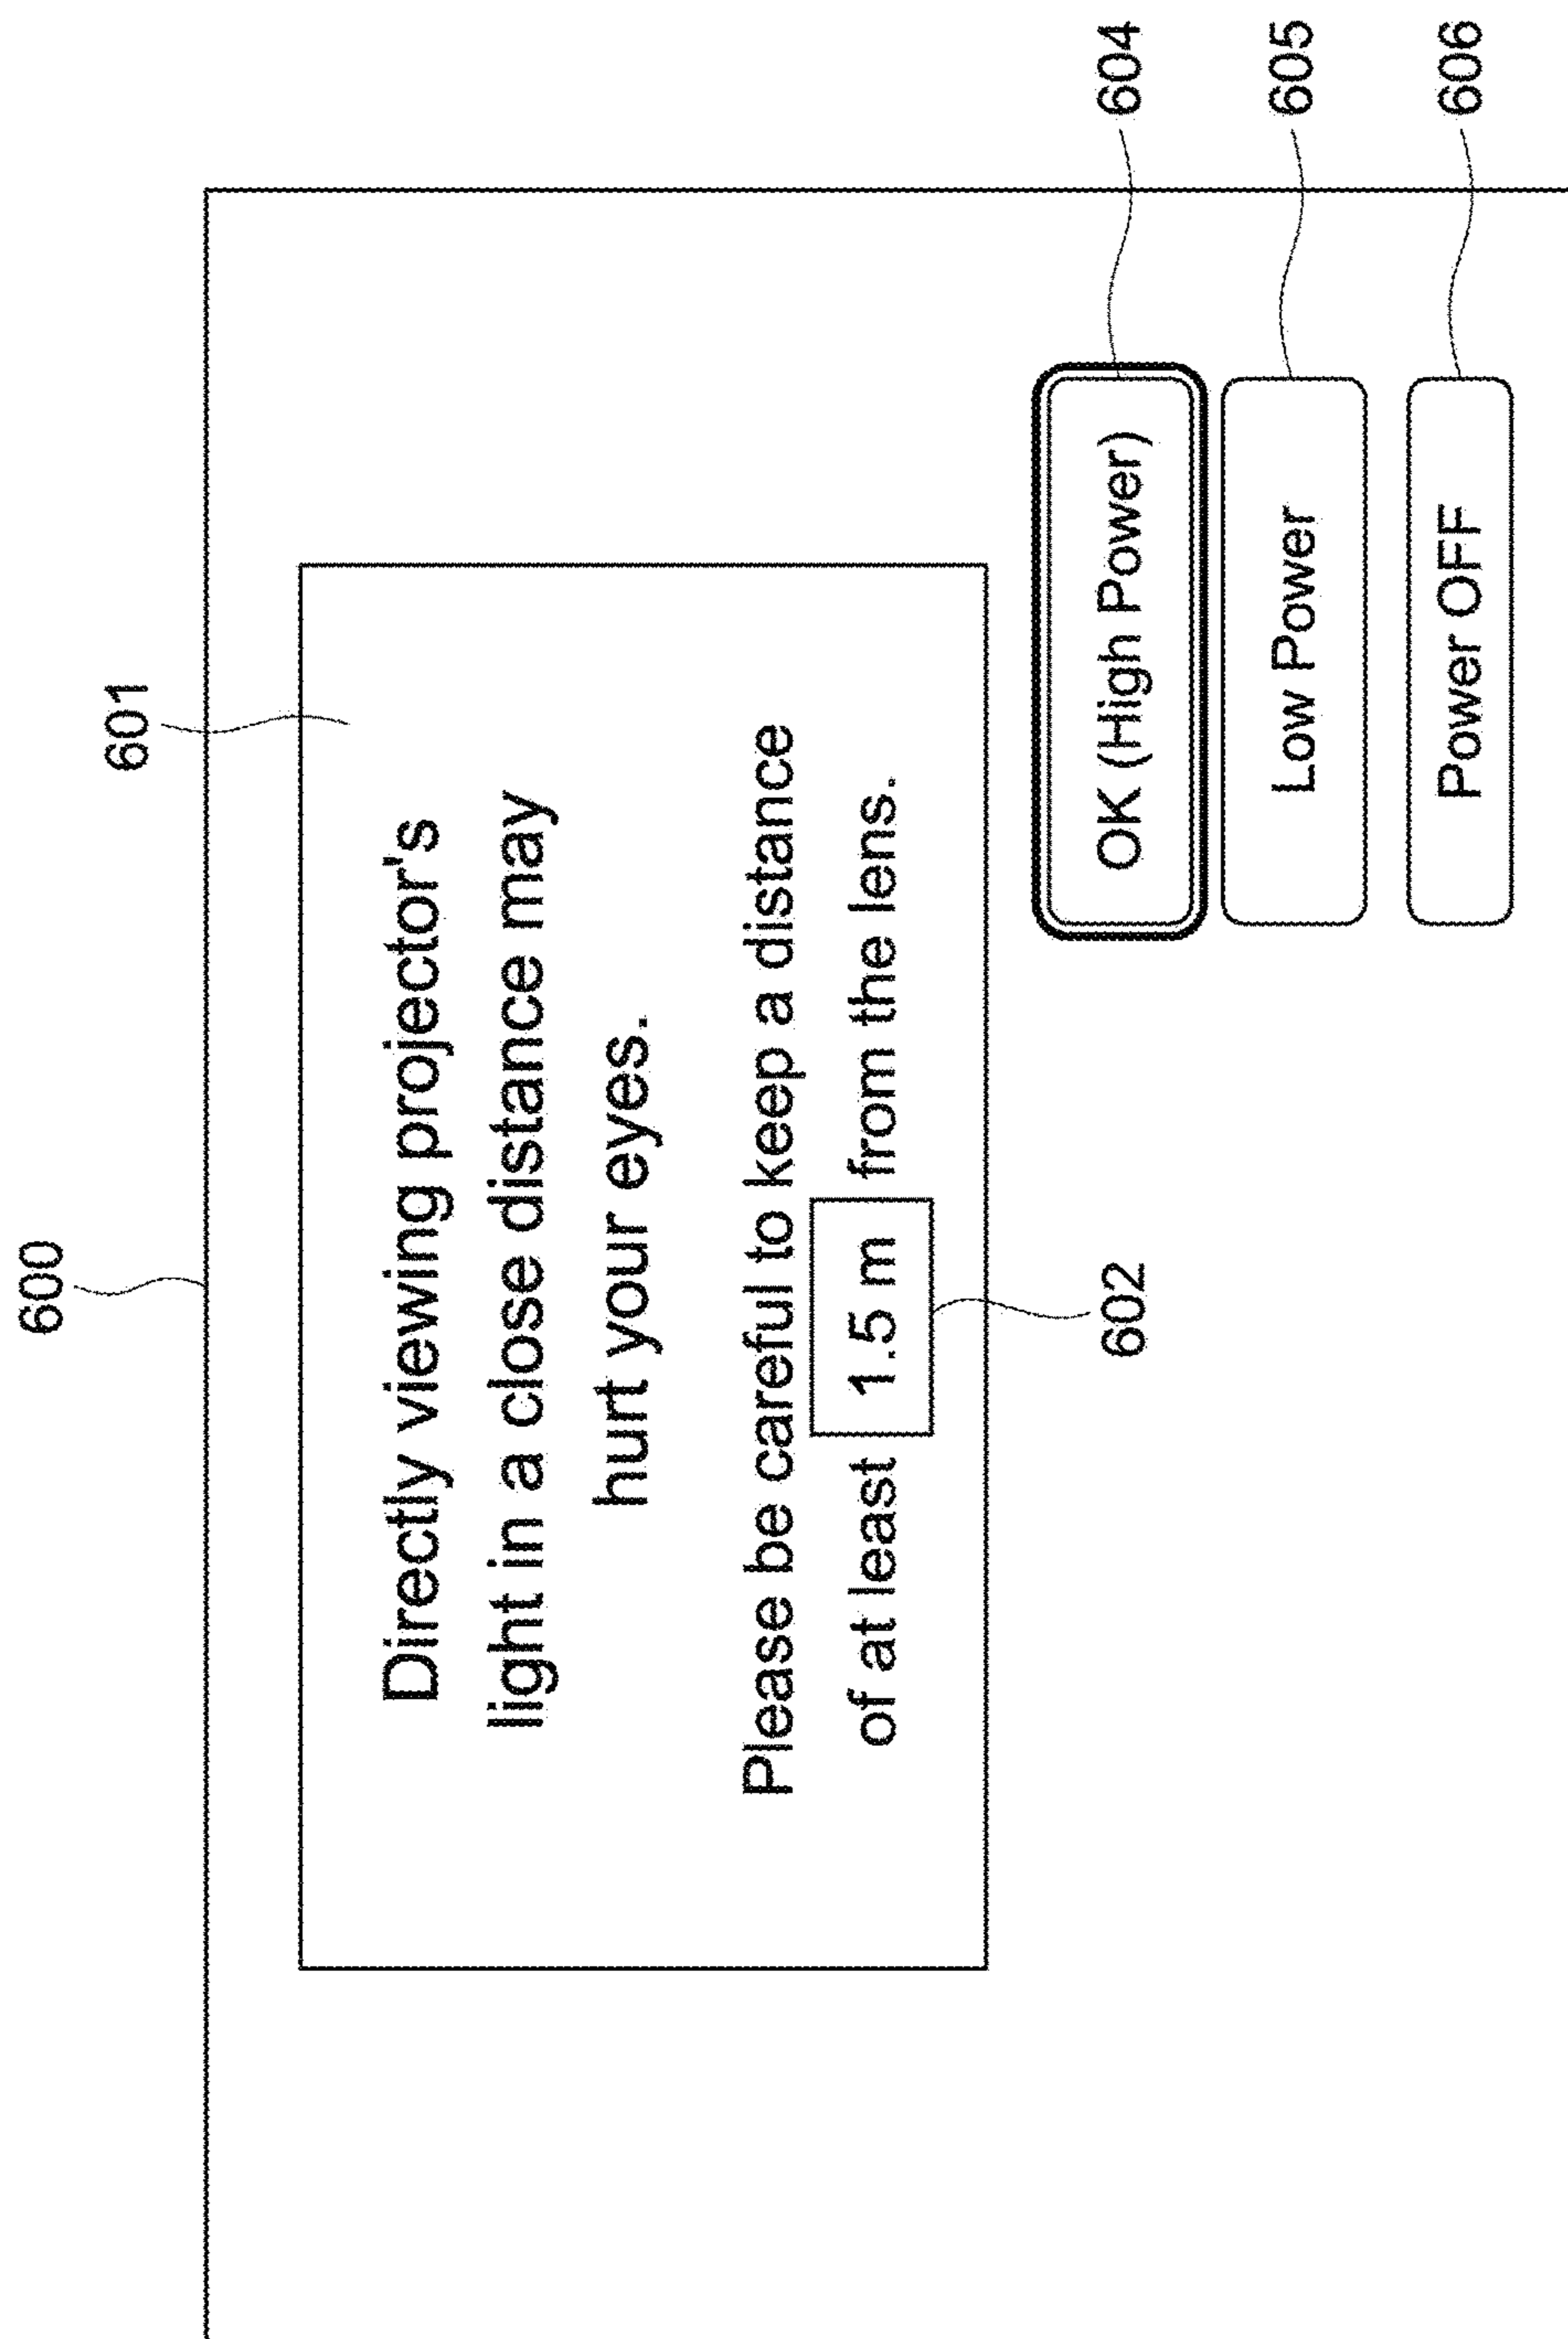 600
601
Directly viewing projector's
light in a close distance may
hurt your eyes.
Please be careful to keep a distance
of at least 1.5 m from the lens.
602
OK (High Power) 604
Low Power 605
Power OFF 606